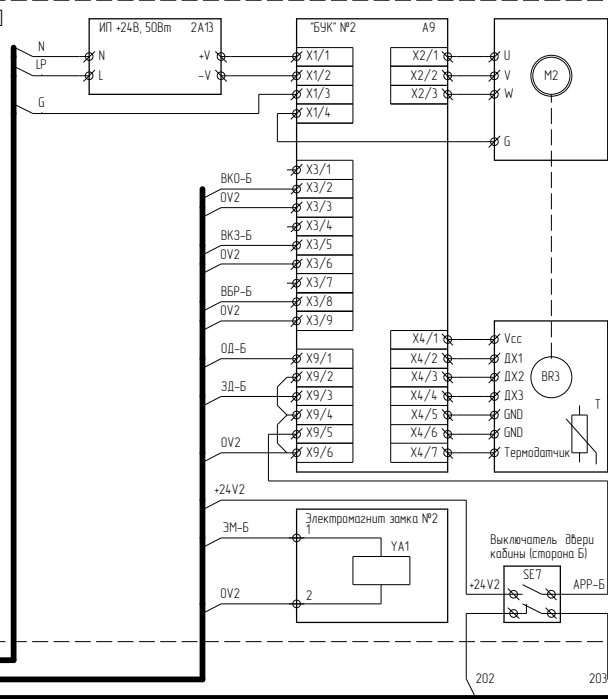 ИП +24В, 50Вт 2А13
N
N
+V
LP
L
-V
G
"БУК" №2 А9
X1/1
X1/2
X1/3
X1/4
X2/1
X2/2
X2/3
U
V
W
G
M2
X3/1
ВКО-Б
X3/2
0V2
X3/3
X3/4
ВКЗ-Б
X3/5
0V2
X3/6
X3/7
ВБР-Б
X3/8
0V2
X3/9
ОД-Б
X9/1
X9/2
ЗД-Б
X9/3
X9/4
X9/5
0V2
X9/6
X4/1
X4/2
X4/3
X4/4
X4/5
X4/6
X4/7
Vcc
ДХ1
ДХ2
ДХ3
GND
GND
Термодатчик
BR3
T
+24V2
Электромагнит замка №2
ЭМ-Б
1
YA1
0V2
2
Выключатель двери
кабины (сторона Б)
+24V2
SE7
АРР-Б
202
203